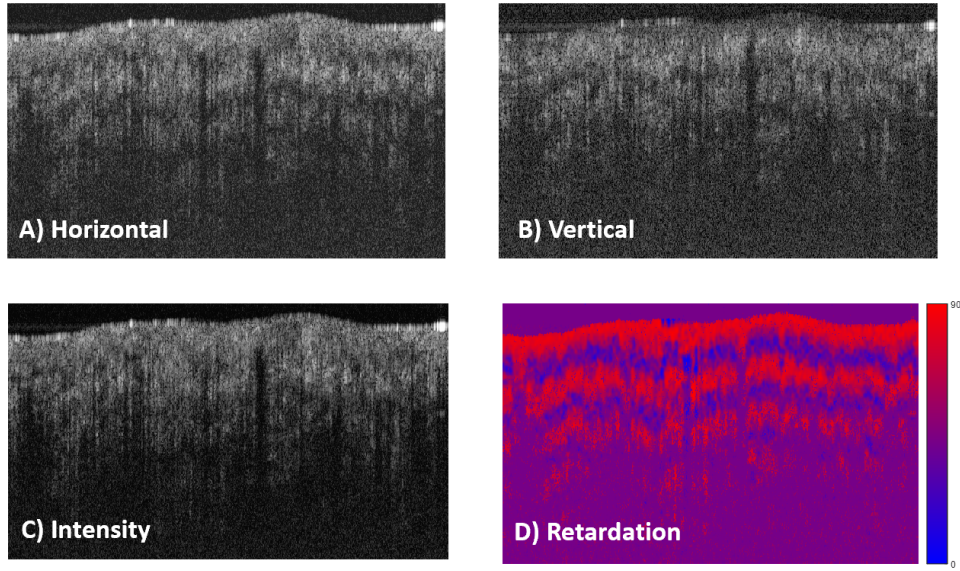 A) Horizontal
B) Vertical
90
C) Intensity
D) Retardation
0